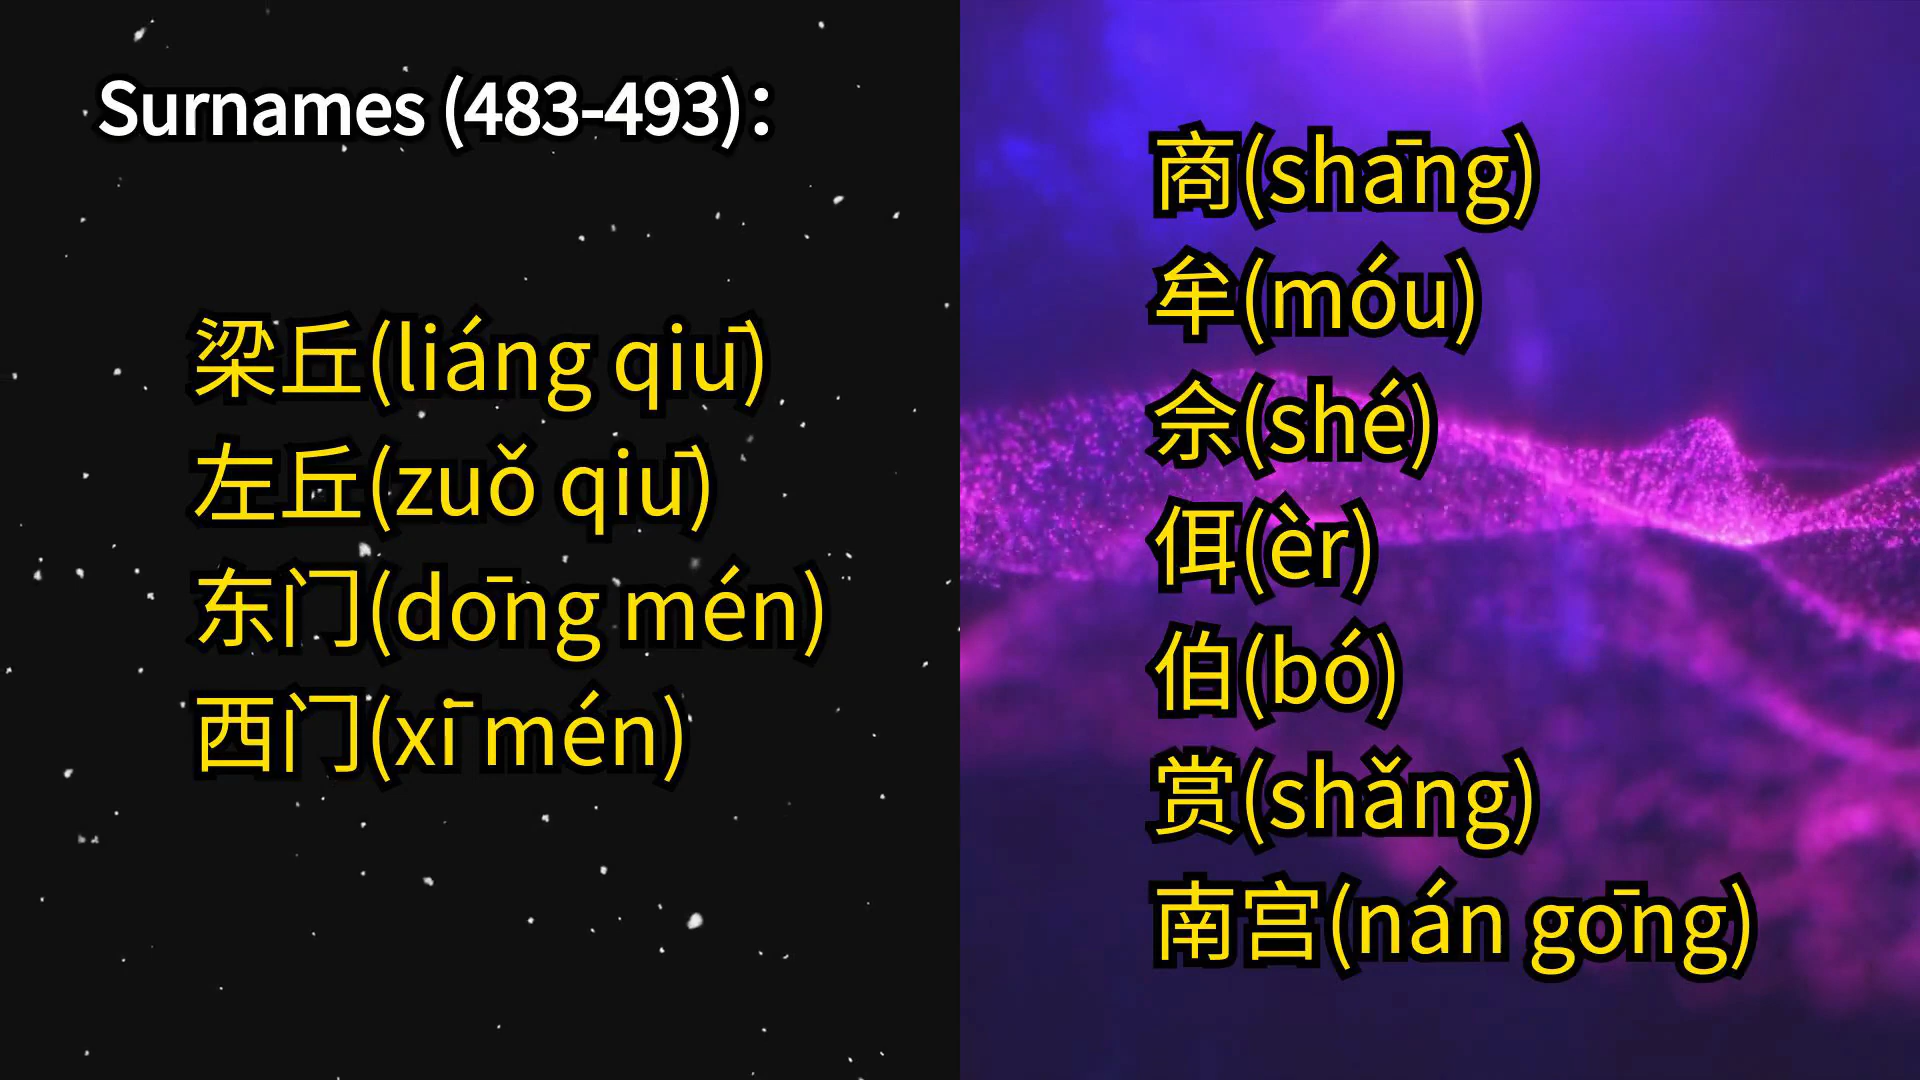 Surnames (483-493)：
梁丘(liáng qiū)
左丘(zuǒ qiū)
东门(dōng mén)
西门(xī mén)
商(shāng)
牟(móu)
佘(shé)
佴(èr)
伯(bó)
赏(shǎng)
南宫(nán gōng)